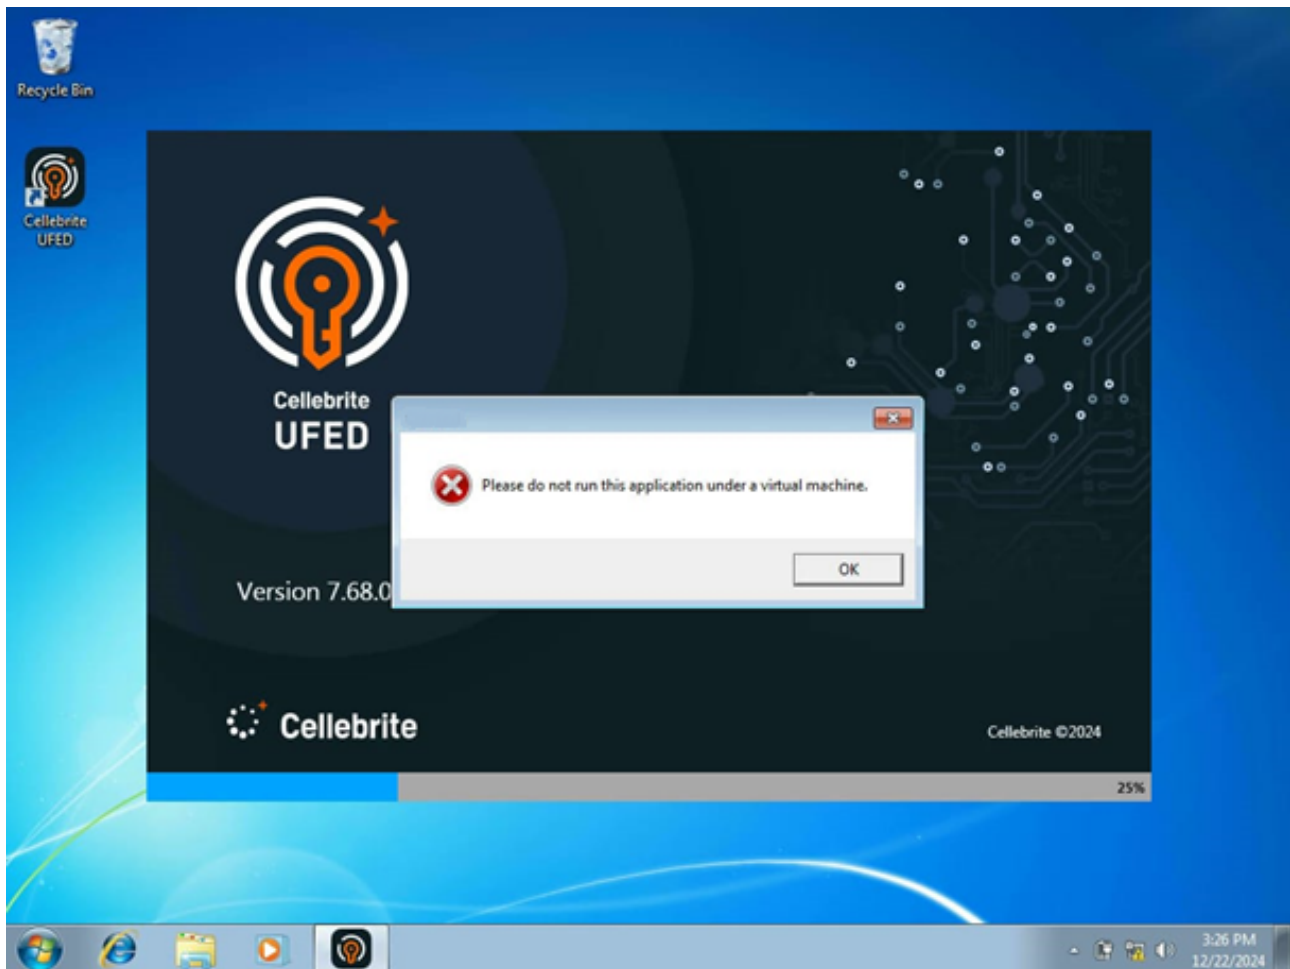 Recycle Bin
Cellebrite
UFED
Cellebrite
UFED
Please do not run this application under a virtual machine.
OK
Version 7.68.0
Cellebrite
Cellebrite ©2024
25%
3:26 PM
12/22/2024